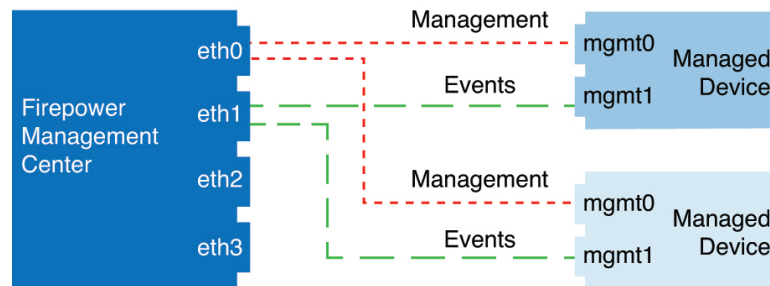 Management
eth0
mgmt0
Managed
Device
Events
mgmt1
Firepower
Management
Center
eth1
eth2
Management
mgmt0
Managed
Device
eth3
Events
mgmt1